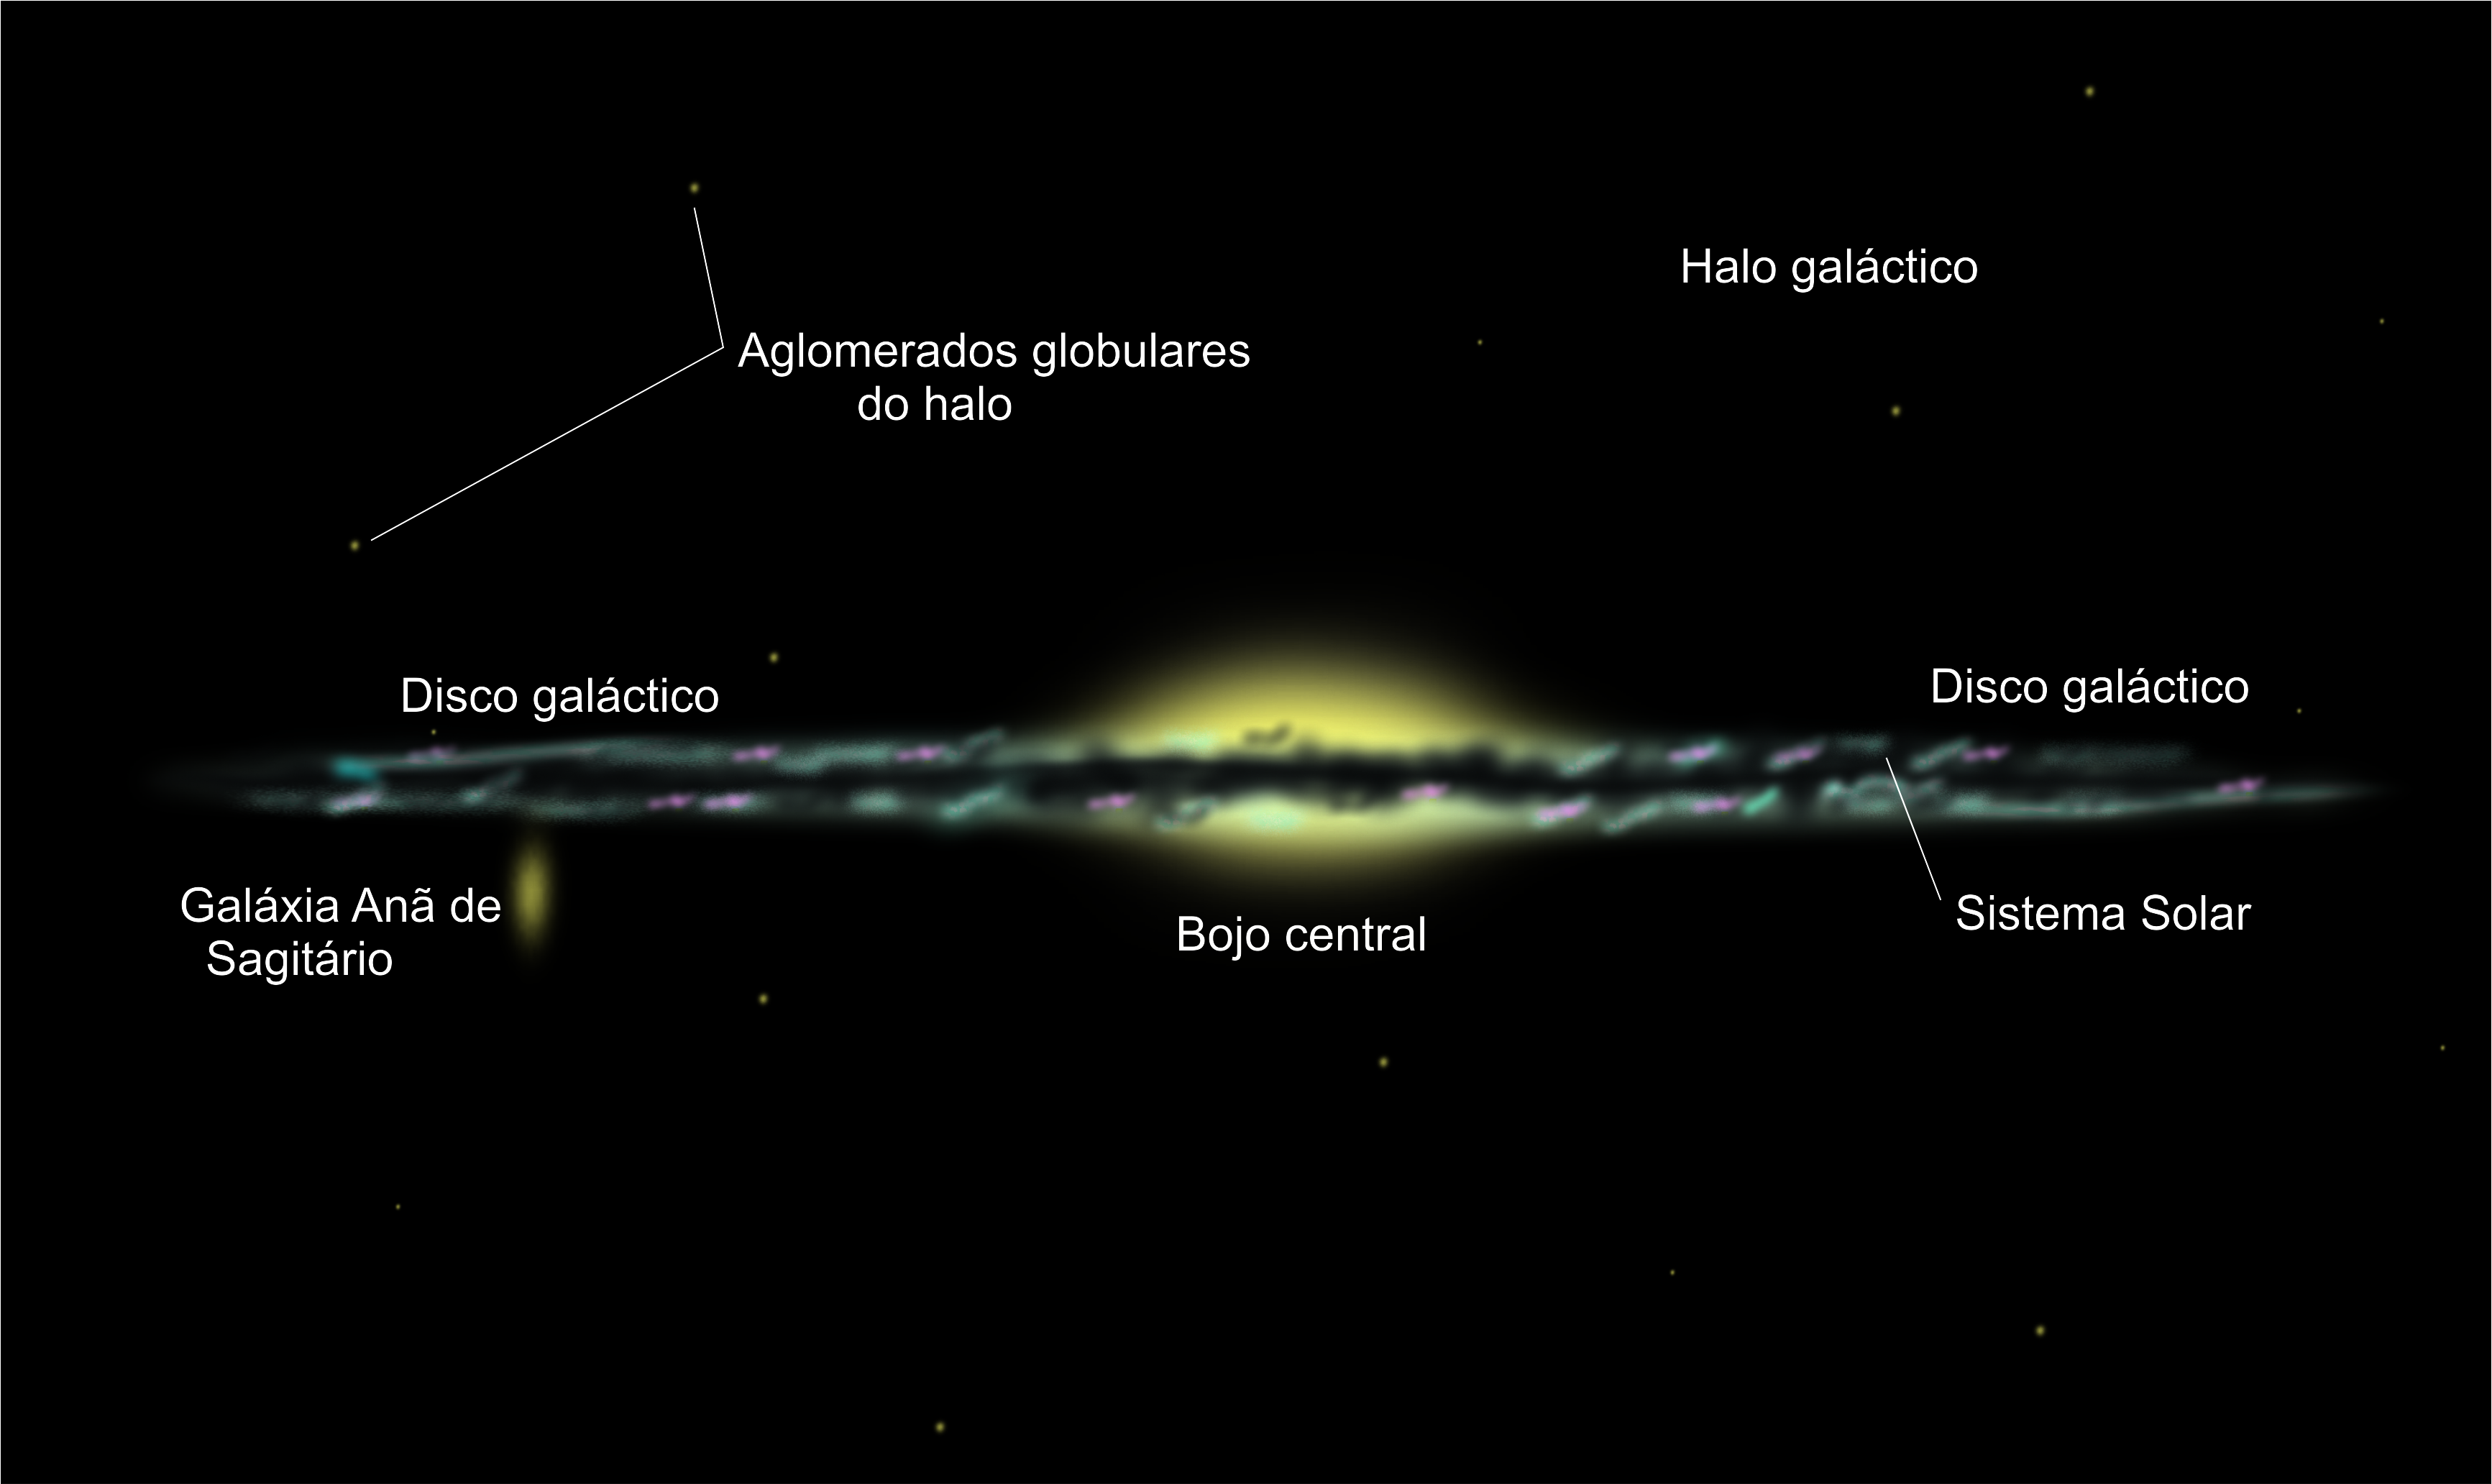 Halo galáctico
Aglomerados globulares
do halo
Disco galáctico
Disco galáctico
Galáxia Anã de
Sagitário
Bojo central
Sistema Solar